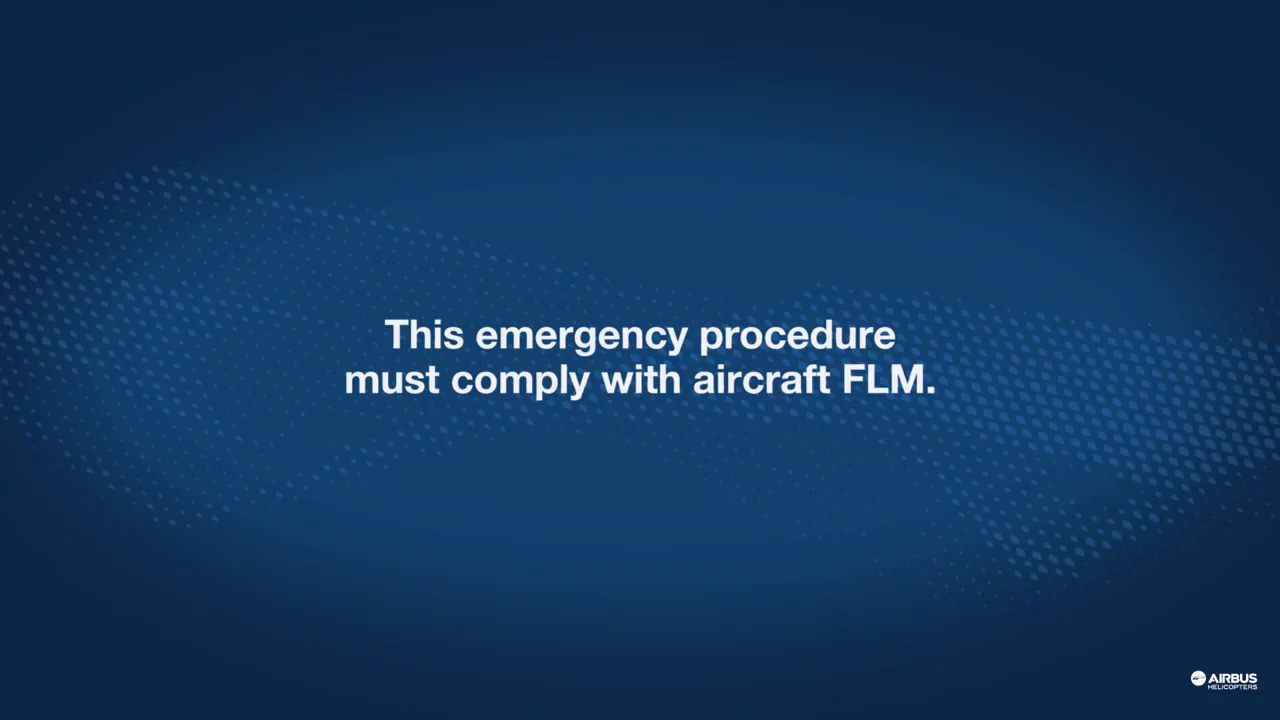 This emergency procedure
must comply with aircraft FLM.
AIRBUS
HELICOPTERS